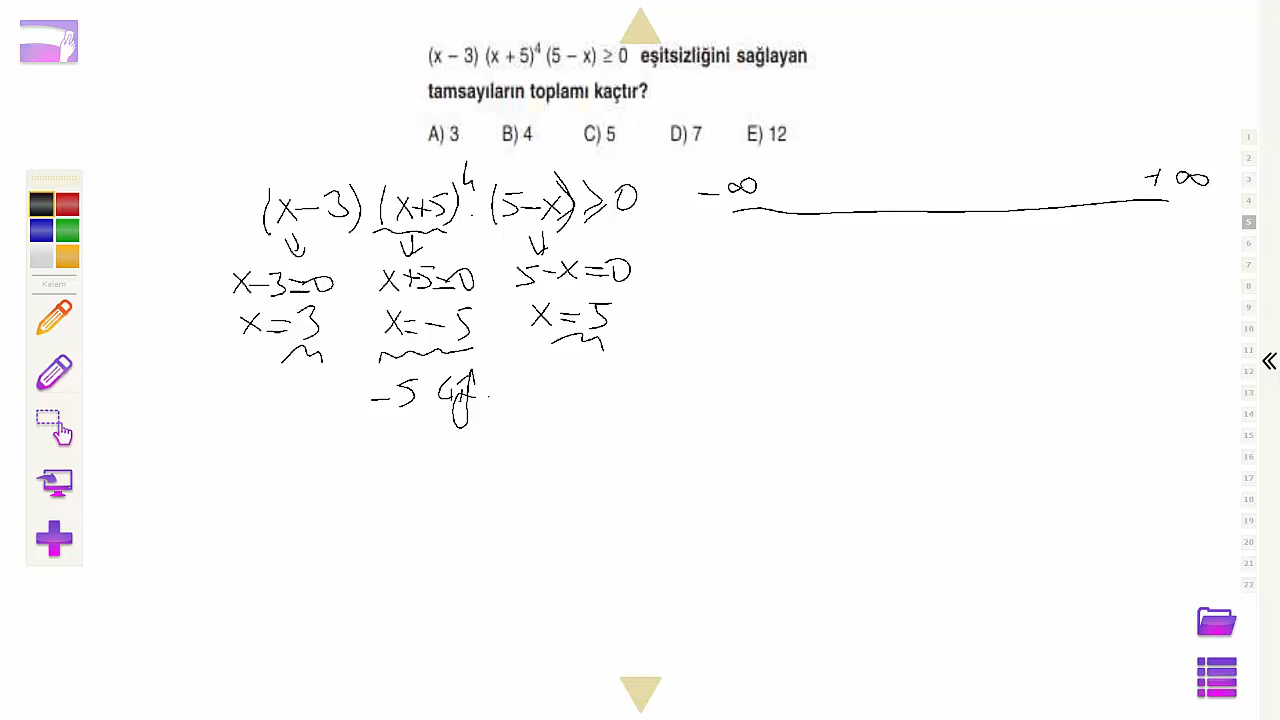 (x − 3) (x + 5)⁴ (5 − x) ≥ 0 eşitsizliğini sağlayan
tamsayıların toplamı kaçtır?
A) 3 B) 4 C) 5 D) 7 E) 12
(x−3) (x+5)⁴ . (5−x) ≥ 0
−∞ +∞
x−3=0 x+5=0 5−x=0
x=3 x=−5 x=5
−5 çift
Kalem
1
2
3
4
5
6
7
8
9
10
11
12
13
14
15
16
17
18
19
20
21
22